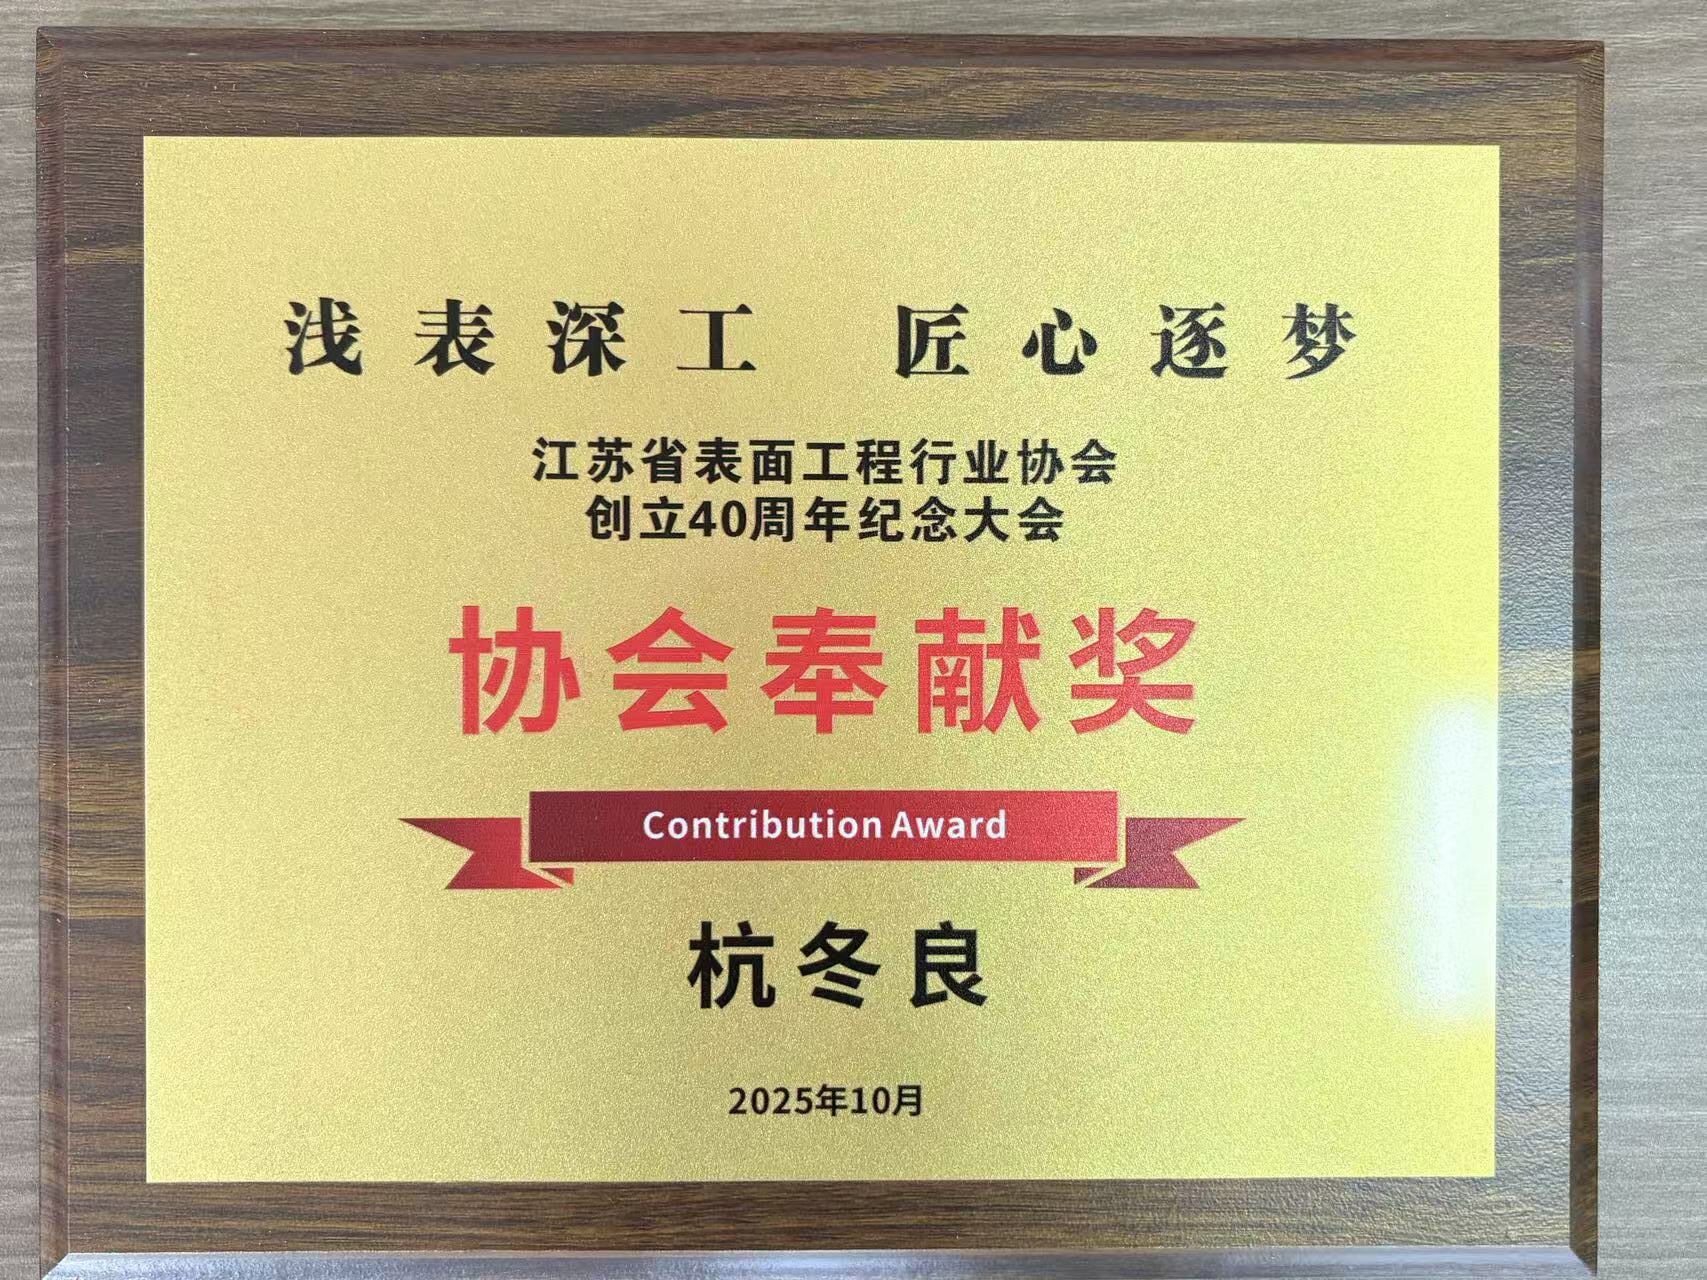 浅表深工 匠心逐梦
江苏省表面工程行业协会
创立40周年纪念大会
协会奉献奖
Contribution Award
杭冬良
2025年10月